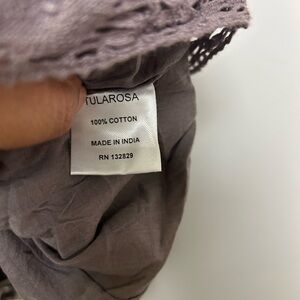 TULAROSA
100% COTTON
MADE IN INDIA
RN 132829